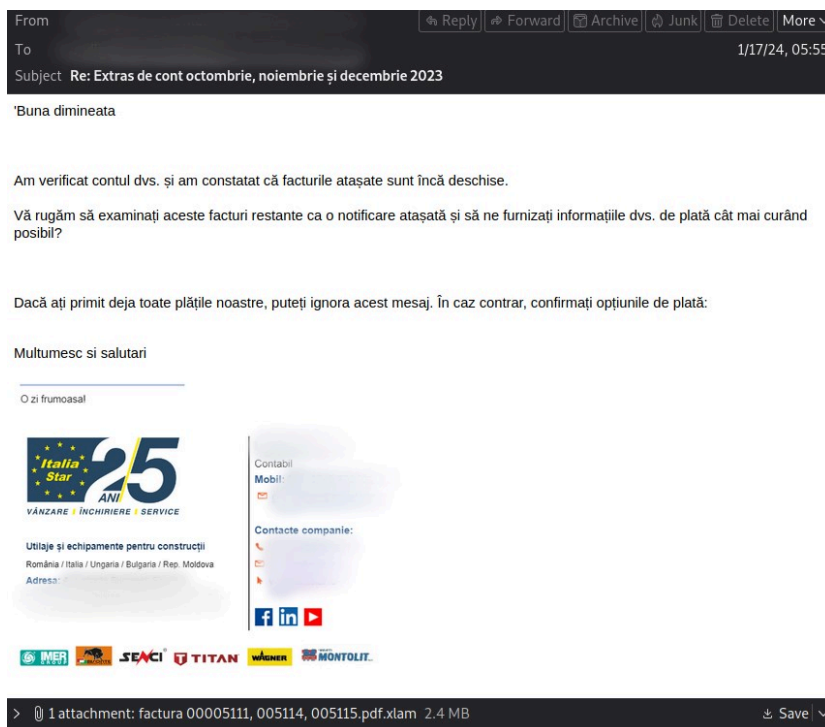 From
Reply Forward Archive Junk Delete More
To
1/17/24, 05:55
Subject Re: Extras de cont octombrie, noiembrie și decembrie 2023
'Buna dimineata
Am verificat contul dvs. și am constatat că facturile atașate sunt încă deschise.
Vă rugăm să examinați aceste facturi restante ca o notificare atașată și să ne furnizați informațiile dvs. de plată cât mai curând
posibil?
Dacă ați primit deja toate plățile noastre, puteți ignora acest mesaj. În caz contrar, confirmați opțiunile de plată:
Multumesc si salutari
O zi frumoasa!
Italia
Star
25
ANI
VÂNZARE I ÎNCHIRIERE I SERVICE
Utilaje și echipamente pentru construcții
România / Italia / Ungaria / Bulgaria / Rep. Moldova
Adresa:
Contabil
Mobil:
Contacte companie:
f in
IMER
GROUP
SENCI
TITAN
WAGNER
MONTOLIT
1 attachment: factura 00005111, 005114, 005115.pdf.xlam 2.4 MB
Save